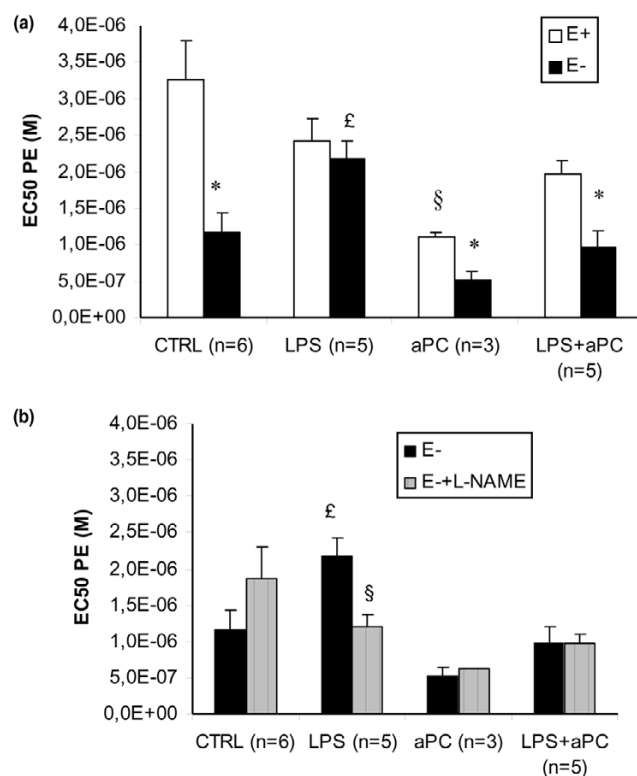 (a)
E+
E-
EC50 PE (M)
4,0E-06
3,5E-06
3,0E-06
2,5E-06
2,0E-06
1,5E-06
1,0E-06
5,0E-07
0,0E+00
*
£
§
*
*
CTRL (n=6)
LPS (n=5)
aPC (n=3)
LPS+aPC
(n=5)
(b)
E-
E-+L-NAME
EC50 PE (M)
4,0E-06
3,5E-06
3,0E-06
2,5E-06
2,0E-06
1,5E-06
1,0E-06
5,0E-07
0,0E+00
£
§
CTRL (n=6)
LPS (n=5)
aPC (n=3)
LPS+aPC
(n=5)